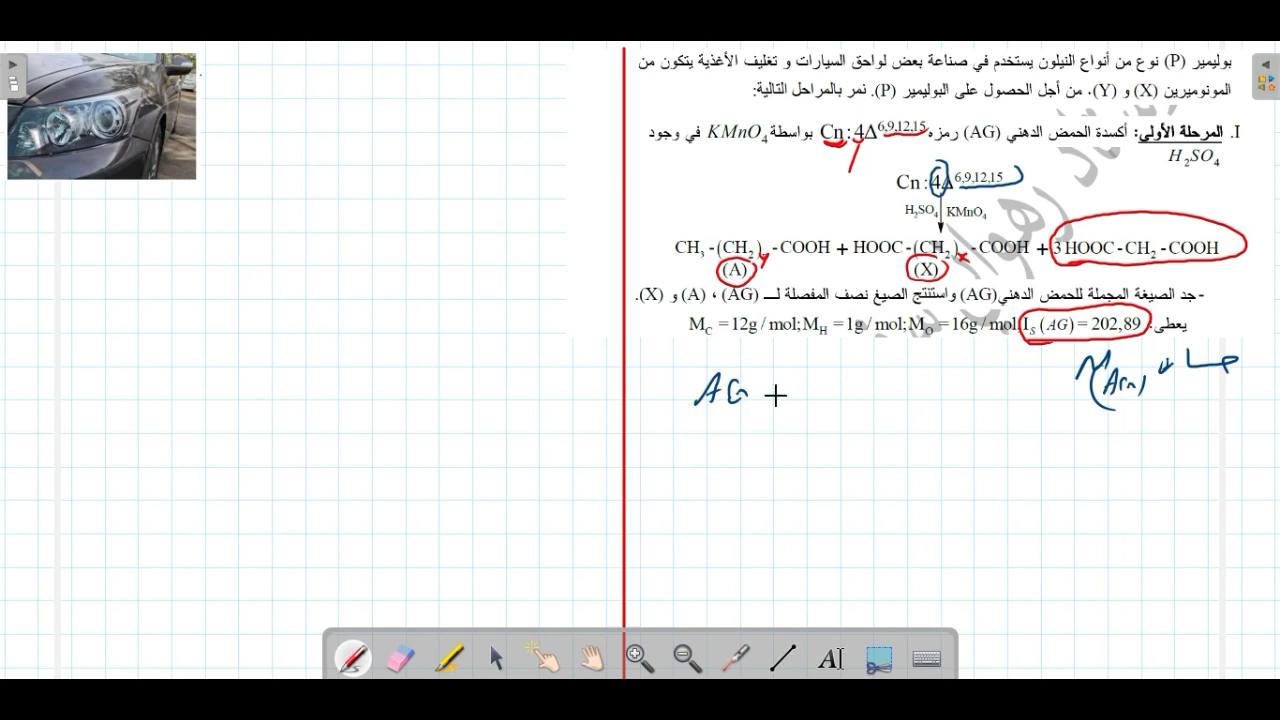 بوليمير (P) نوع من أنواع النيلون يستخدم في صناعة بعض لواحق السيارات و تغليف الأغذية يتكون من
المونوميرين (X) و (Y). من أجل الحصول على البوليمير (P). نمر بالمراحل التالية:
I. المرحلة الأولى: أكسدة الحمض الدهني (AG) رمزه Cn : 4Δ6,9,12,15 بواسطة KMnO4 في وجود
H2SO4
Cn : 4Δ6,9,12,15
H2SO4 KMnO4
CH3 -(CH2)y -COOH + HOOC -(CH2)x -COOH + 3 HOOC - CH2 - COOH
(A) (X)
- جد الصيغة المجملة للحمض الدهني(AG) واستنتج الصيغ نصف المفصلة لـــ (AG) ، (A) و (X).
يعطى: MC = 12g / mol; MH = 1g / mol; MO = 16g / mol. IS (AG) = 202,89
M(AG)
AG +